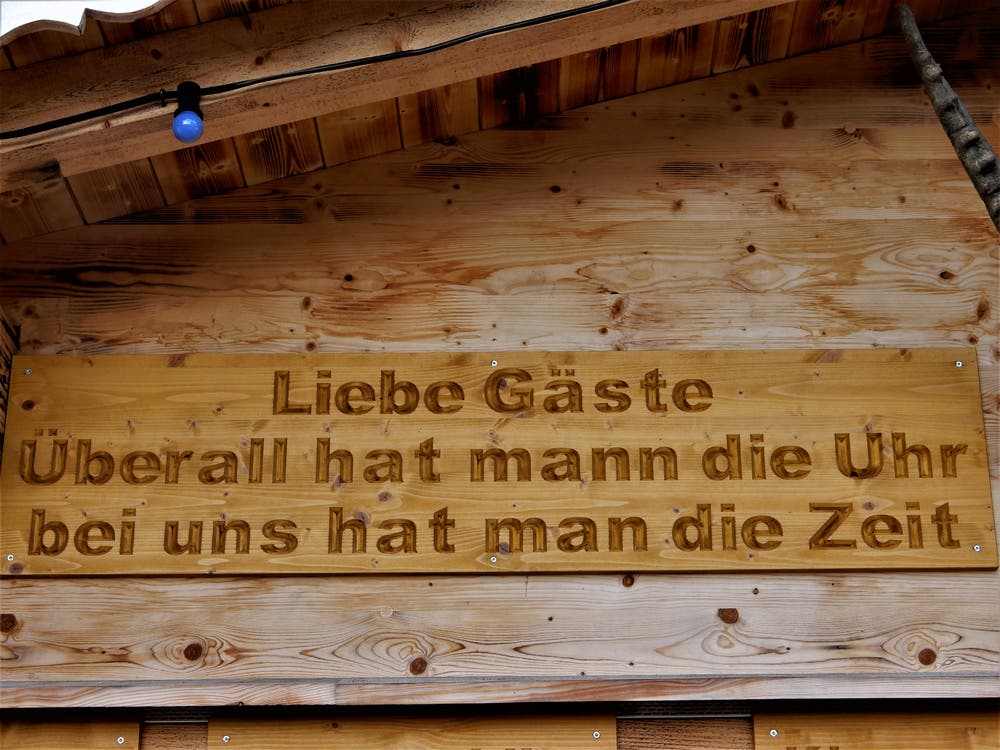 Liebe Gäste
Überall hat mann die Uhr
bei uns hat man die Zeit